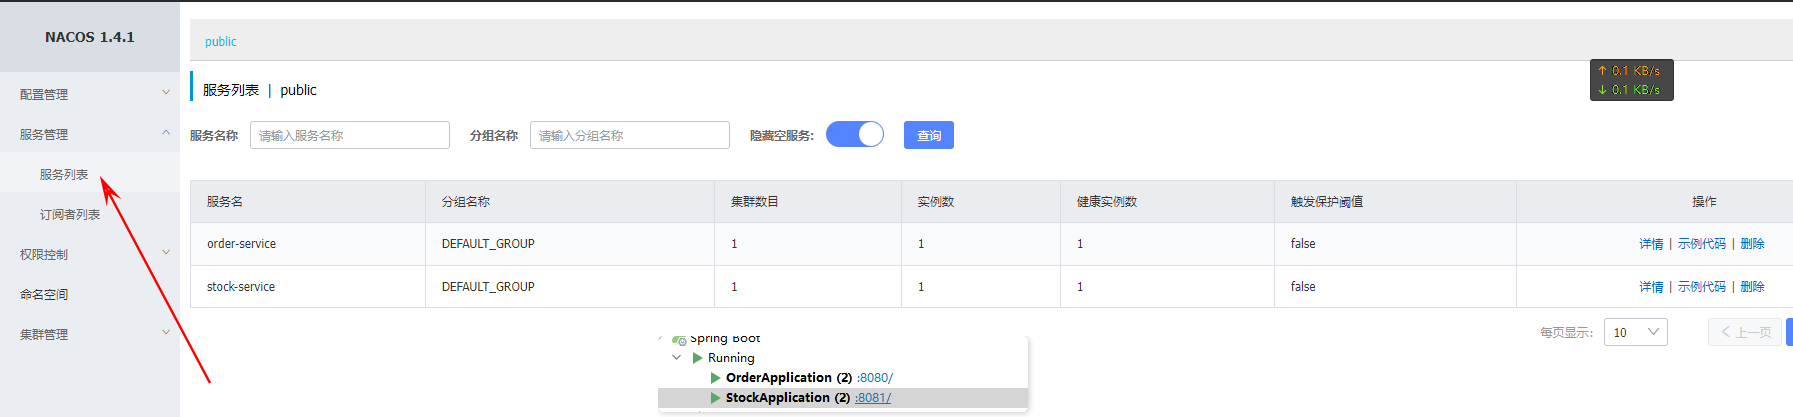 NACOS 1.4.1
配置管理
服务管理
服务列表
订阅者列表
权限控制
命名空间
集群管理
public
服务列表 | public
↑ 0.1 KB/s
↓ 0.1 KB/s
服务名称 请输入服务名称 分组名称 请输入分组名称 隐藏空服务: 查询
服务名 分组名称 集群数目 实例数 健康实例数 触发保护阈值 操作
order-service DEFAULT_GROUP 1 1 1 false 详情 | 示例代码 | 删除
stock-service DEFAULT_GROUP 1 1 1 false 详情 | 示例代码 | 删除
每页显示: 10 上一页
Spring Boot
Running
OrderApplication (2) :8080/
StockApplication (2) :8081/